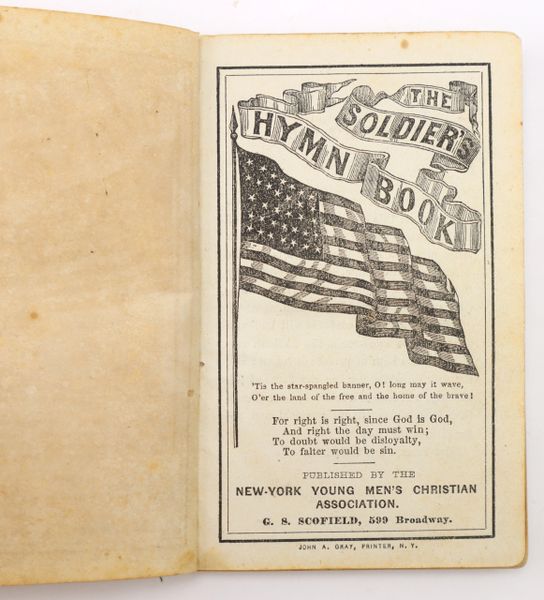 THE
SOLDIER'S
HYMN BOOK
'Tis the star-spangled banner, O! long may it wave,
O'er the land of the free and the home of the brave!
For right is right, since God is God,
And right the day must win;
To doubt would be disloyalty,
To falter would be sin.
PUBLISHED BY THE
NEW-YORK YOUNG MEN'S CHRISTIAN
ASSOCIATION.
G. S. SCOFIELD, 599 Broadway.
JOHN A. GRAY, PRINTER, N. Y.